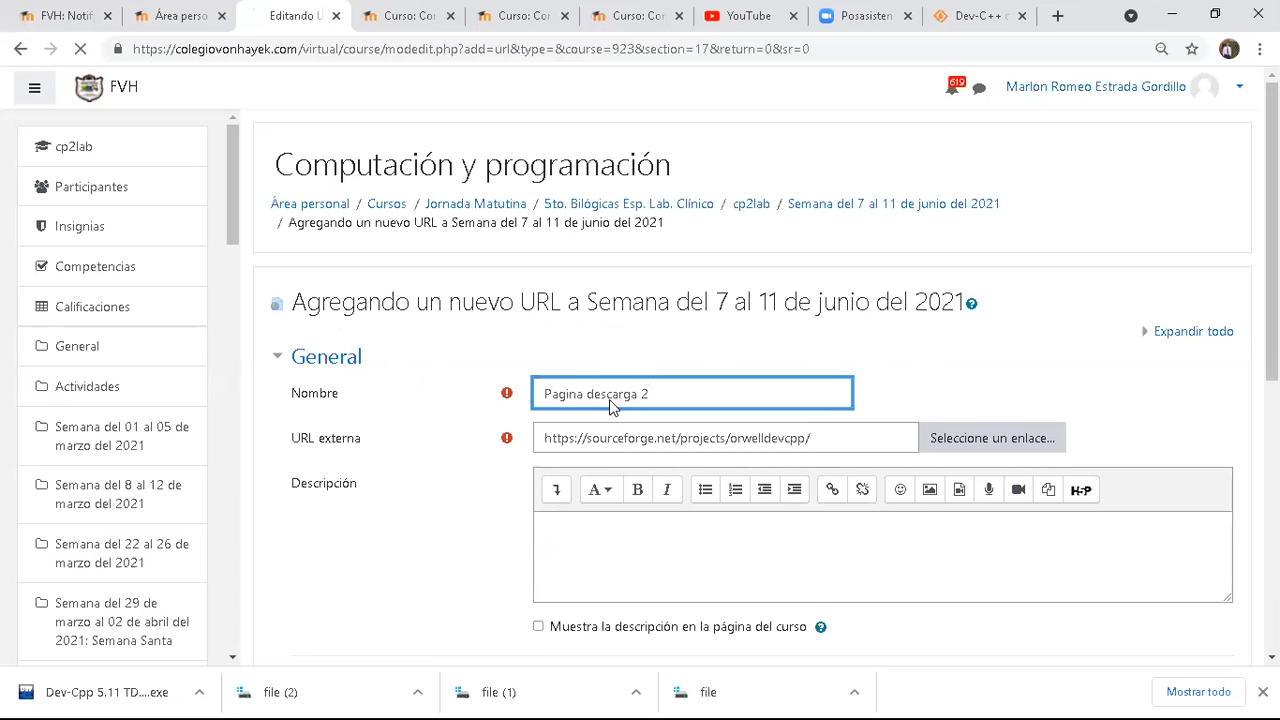 FVH: Notif
Área perso
Editando U
Curso: Cor
Curso: Cor
Curso: Cor
YouTube
Posasisten
Dev-C++ c
https://colegiovonhayek.com/virtual/course/modedit.php?add=url&type=&course=923&section=17&return=0&sr=0
FVH
619
Marlon Romeo Estrada Gordillo
cp2lab
Participantes
Insignias
Competencias
Calificaciones
General
Actividades
Semana del 01 al 05 de
marzo del 2021
Semana del 8 al 12 de
marzo del 2021
Semana del 22 al 26 de
marzo del 2021
Semana del 29 de
marzo al 02 de abril del
2021: Semana Santa
Computación y programación
Área personal / Cursos / Jornada Matutina / 5to. Bilógicas Esp. Lab. Clínico / cp2lab / Semana del 7 al 11 de junio del 2021
/ Agregando un nuevo URL a Semana del 7 al 11 de junio del 2021
Agregando un nuevo URL a Semana del 7 al 11 de junio del 2021
Expandir todo
General
Nombre
Pagina descarga 2
URL externa
https://sourceforge.net/projects/orwelldevcpp/
Seleccione un enlace...
Descripción
A B I
H-P
Muestra la descripción en la página del curso
Dev-Cpp 5.11 TD....exe
file (2)
file (1)
file
Mostrar todo